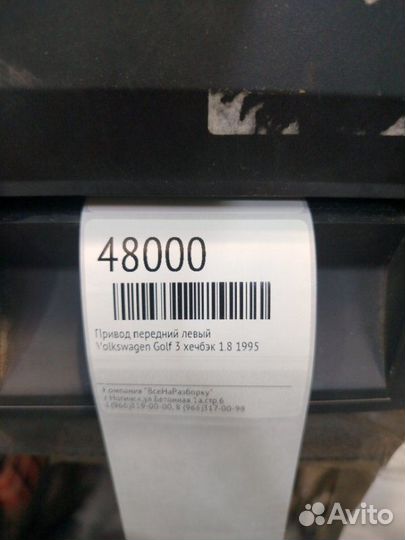 48000
Привод передний левый
Volkswagen Golf 3 хечбэк 1.8 1995
Компания "ВсеНаРазборку"
г.Ногинск,ул.Бетонная 1а,стр.6
8 (966)319-00-00, 8 (966)317-00-98
Avito